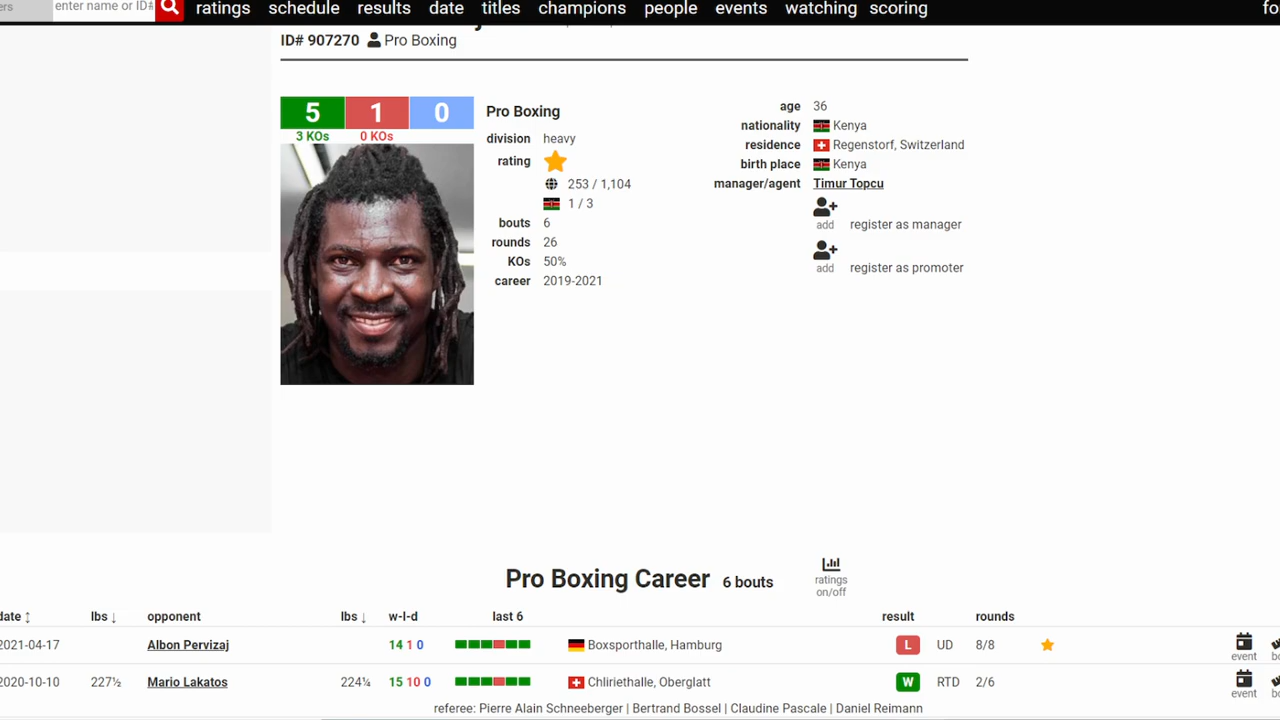 ers enter name or ID# ratings schedule results date titles champions people events watching scoring fo
ID# 907270 Pro Boxing
5 1 0
3 KOs 0 KOs
Pro Boxing
division heavy
rating
253 / 1,104
1 / 3
bouts 6
rounds 26
KOs 50%
career 2019-2021
age 36
nationality Kenya
residence Regenstorf, Switzerland
birth place Kenya
manager/agent Timur Topcu
add register as manager
add register as promoter
Pro Boxing Career 6 bouts
ratings
on/off
date lbs opponent lbs w-l-d last 6 result rounds
2021-04-17 Albon Pervizaj 14 1 0 Boxsporthalle, Hamburg L UD 8/8
event bo
2020-10-10 227½ Mario Lakatos 224¼ 15 10 0 Chliriethalle, Oberglatt W RTD 2/6
event bo
referee: Pierre Alain Schneeberger | Bertrand Bossel | Claudine Pascale | Daniel Reimann